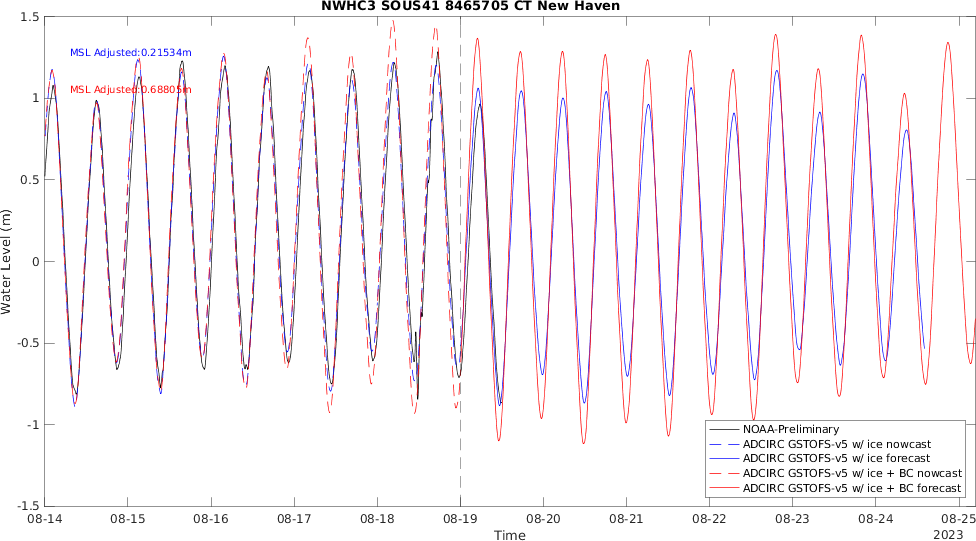 NWHC3 SOUS41 8465705 CT New Haven
1.5
MSL Adjusted:0.21534m
MSL Adjusted:0.68805m
1
0.5
0
-0.5
-1
-1.5
Water Level (m)
NOAA-Preliminary
ADCIRC GSTOFS-v5 w/ ice nowcast
ADCIRC GSTOFS-v5 w/ ice forecast
ADCIRC GSTOFS-v5 w/ ice + BC nowcast
ADCIRC GSTOFS-v5 w/ ice + BC forecast
08-14 08-15 08-16 08-17 08-18 08-19 08-20 08-21 08-22 08-23 08-24 08-25
Time
2023